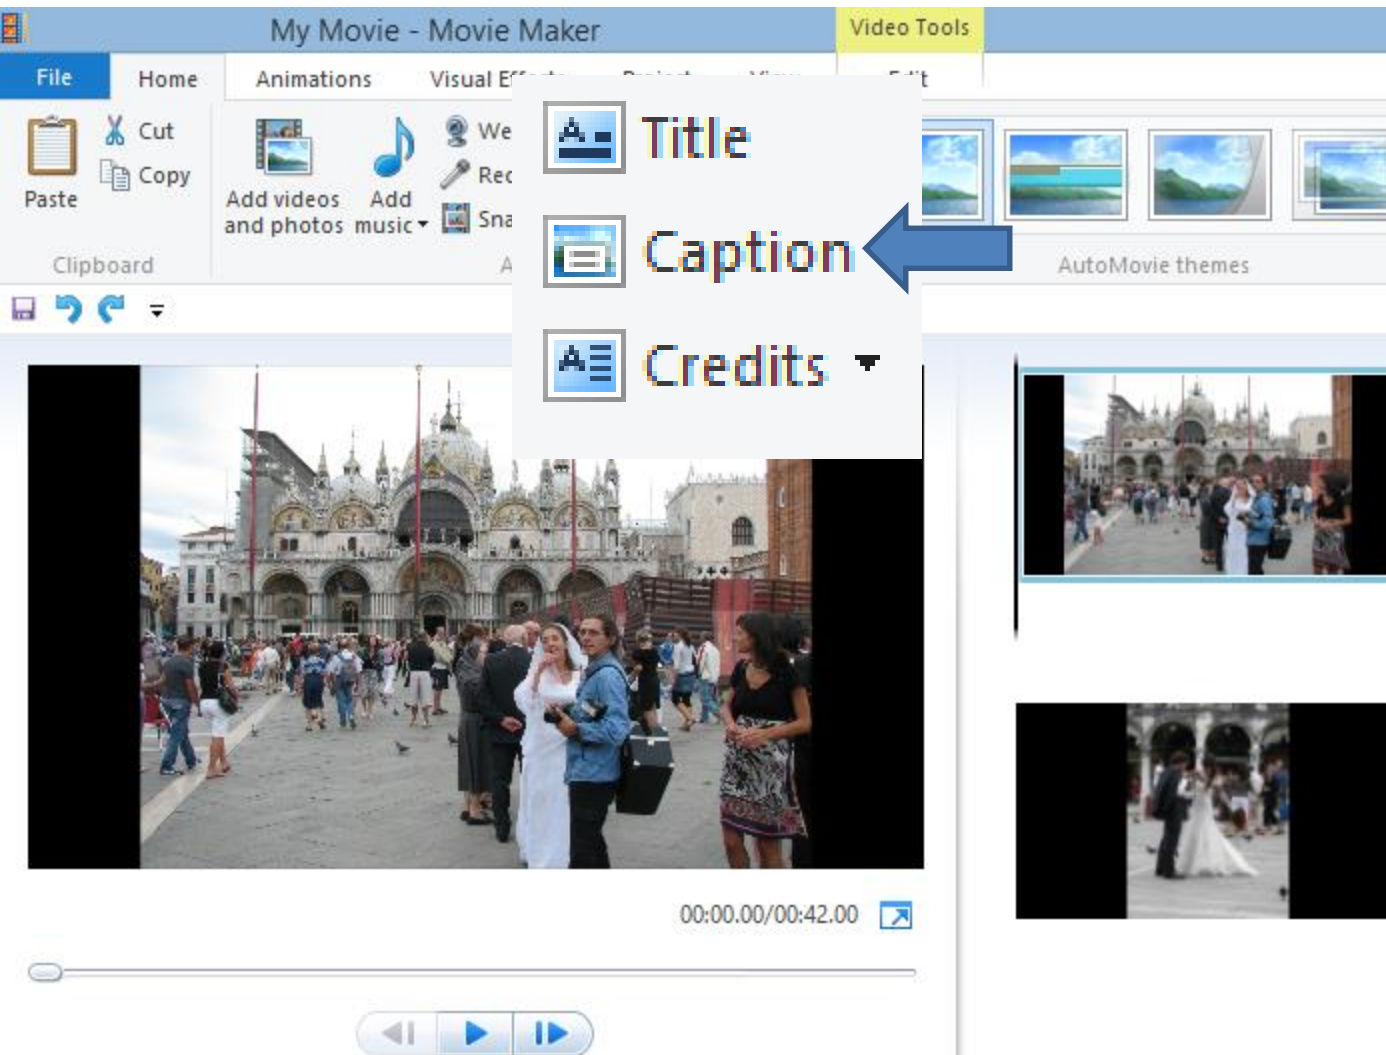 My Movie - Movie Maker
Video Tools
File
Home
Animations
Visual
Cut
Copy
Paste
Add videos
and photos
Add
music
Title
Caption
Credits
Clipboard
AutoMovie themes
00:00.00/00:42.00